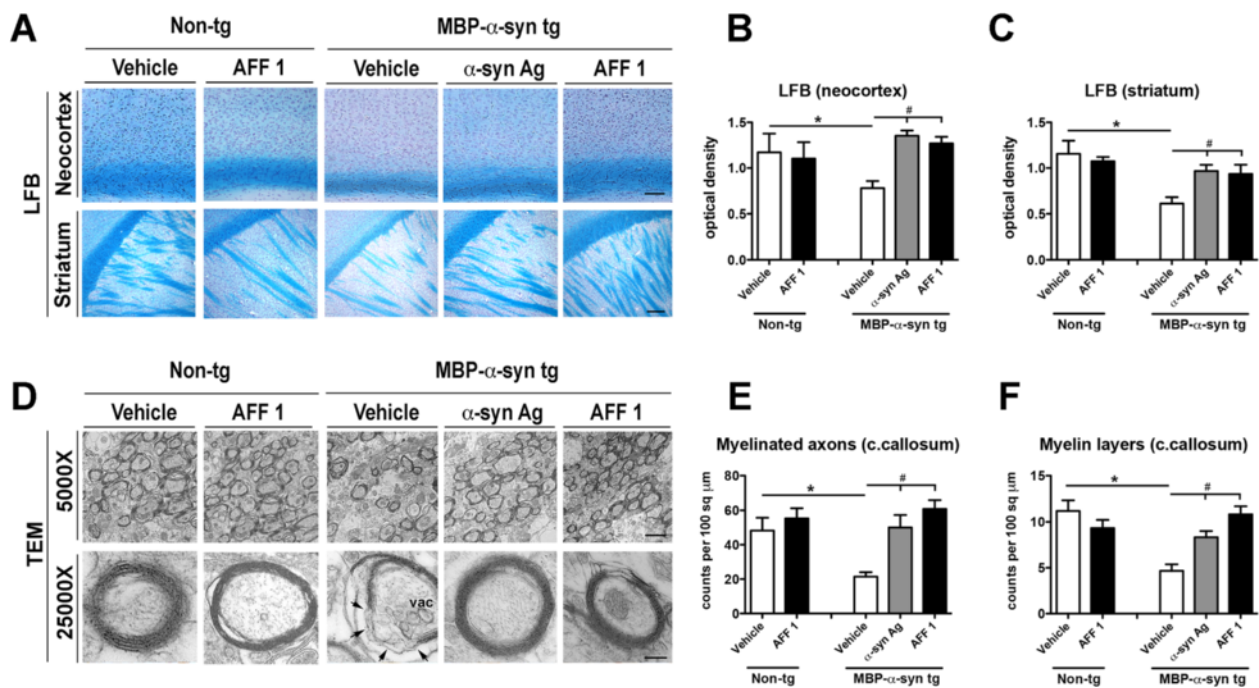 A
Non-tg
MBP-α-syn tg
Vehicle
AFF 1
Vehicle
α-syn Ag
AFF 1
LFB
Neocortex
Striatum
B
LFB (neocortex)
optical density
1.5
1.0
0.5
0.0
*
#
Vehicle
AFF 1
Vehicle
α-syn Ag
AFF 1
Non-tg
MBP-α-syn tg
C
LFB (striatum)
optical density
1.5
1.0
0.5
0.0
*
#
Vehicle
AFF 1
Vehicle
α-syn Ag
AFF 1
Non-tg
MBP-α-syn tg
D
Non-tg
MBP-α-syn tg
Vehicle
AFF 1
Vehicle
α-syn Ag
AFF 1
TEM
5000X
25000X
vac
E
Myelinated axons (c.callosum)
counts per 100 sq μm
80
60
40
20
0
*
#
Vehicle
AFF 1
Vehicle
α-syn Ag
AFF 1
Non-tg
MBP-α-syn tg
F
Myelin layers (c.callosum)
counts per 100 sq μm
15
10
5
0
*
#
Vehicle
AFF 1
Vehicle
α-syn Ag
AFF 1
Non-tg
MBP-α-syn tg